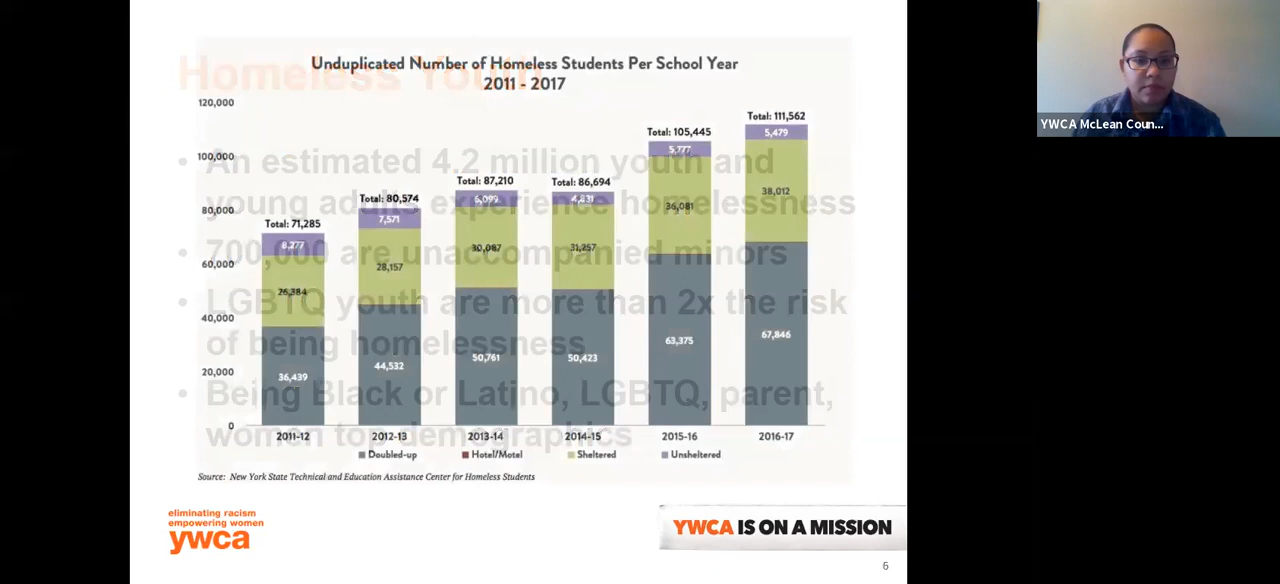 Homeless Youth
Unduplicated Number of Homeless Students Per School Year
2011 - 2017
120,000
100,000
80,000
60,000
40,000
20,000
0
Total: 71,285
8,277
26,384
36,439
2011-12
Total: 80,574
7,571
28,157
44,532
2012-13
Total: 87,210
6,099
30,087
50,761
2013-14
Total: 86,694
4,831
31,257
50,423
2014-15
Total: 105,445
5,777
36,081
63,375
2015-16
Total: 111,562
5,479
38,012
67,846
2016-17
Doubled-up
Hotel/Motel
Sheltered
Unsheltered
Source: New York State Technical and Education Assistance Center for Homeless Students
• An estimated 4.2 million youth and
young adults experience homelessness
• 700,000 are unaccompanied minors
• LGBTQ youth are more than 2x the risk
of being homelessness
• Being Black or Latino, LGBTQ, parent,
women top demographics
eliminating racism
empowering women
ywca
YWCA IS ON A MISSION
6
YWCA McLean Coun...